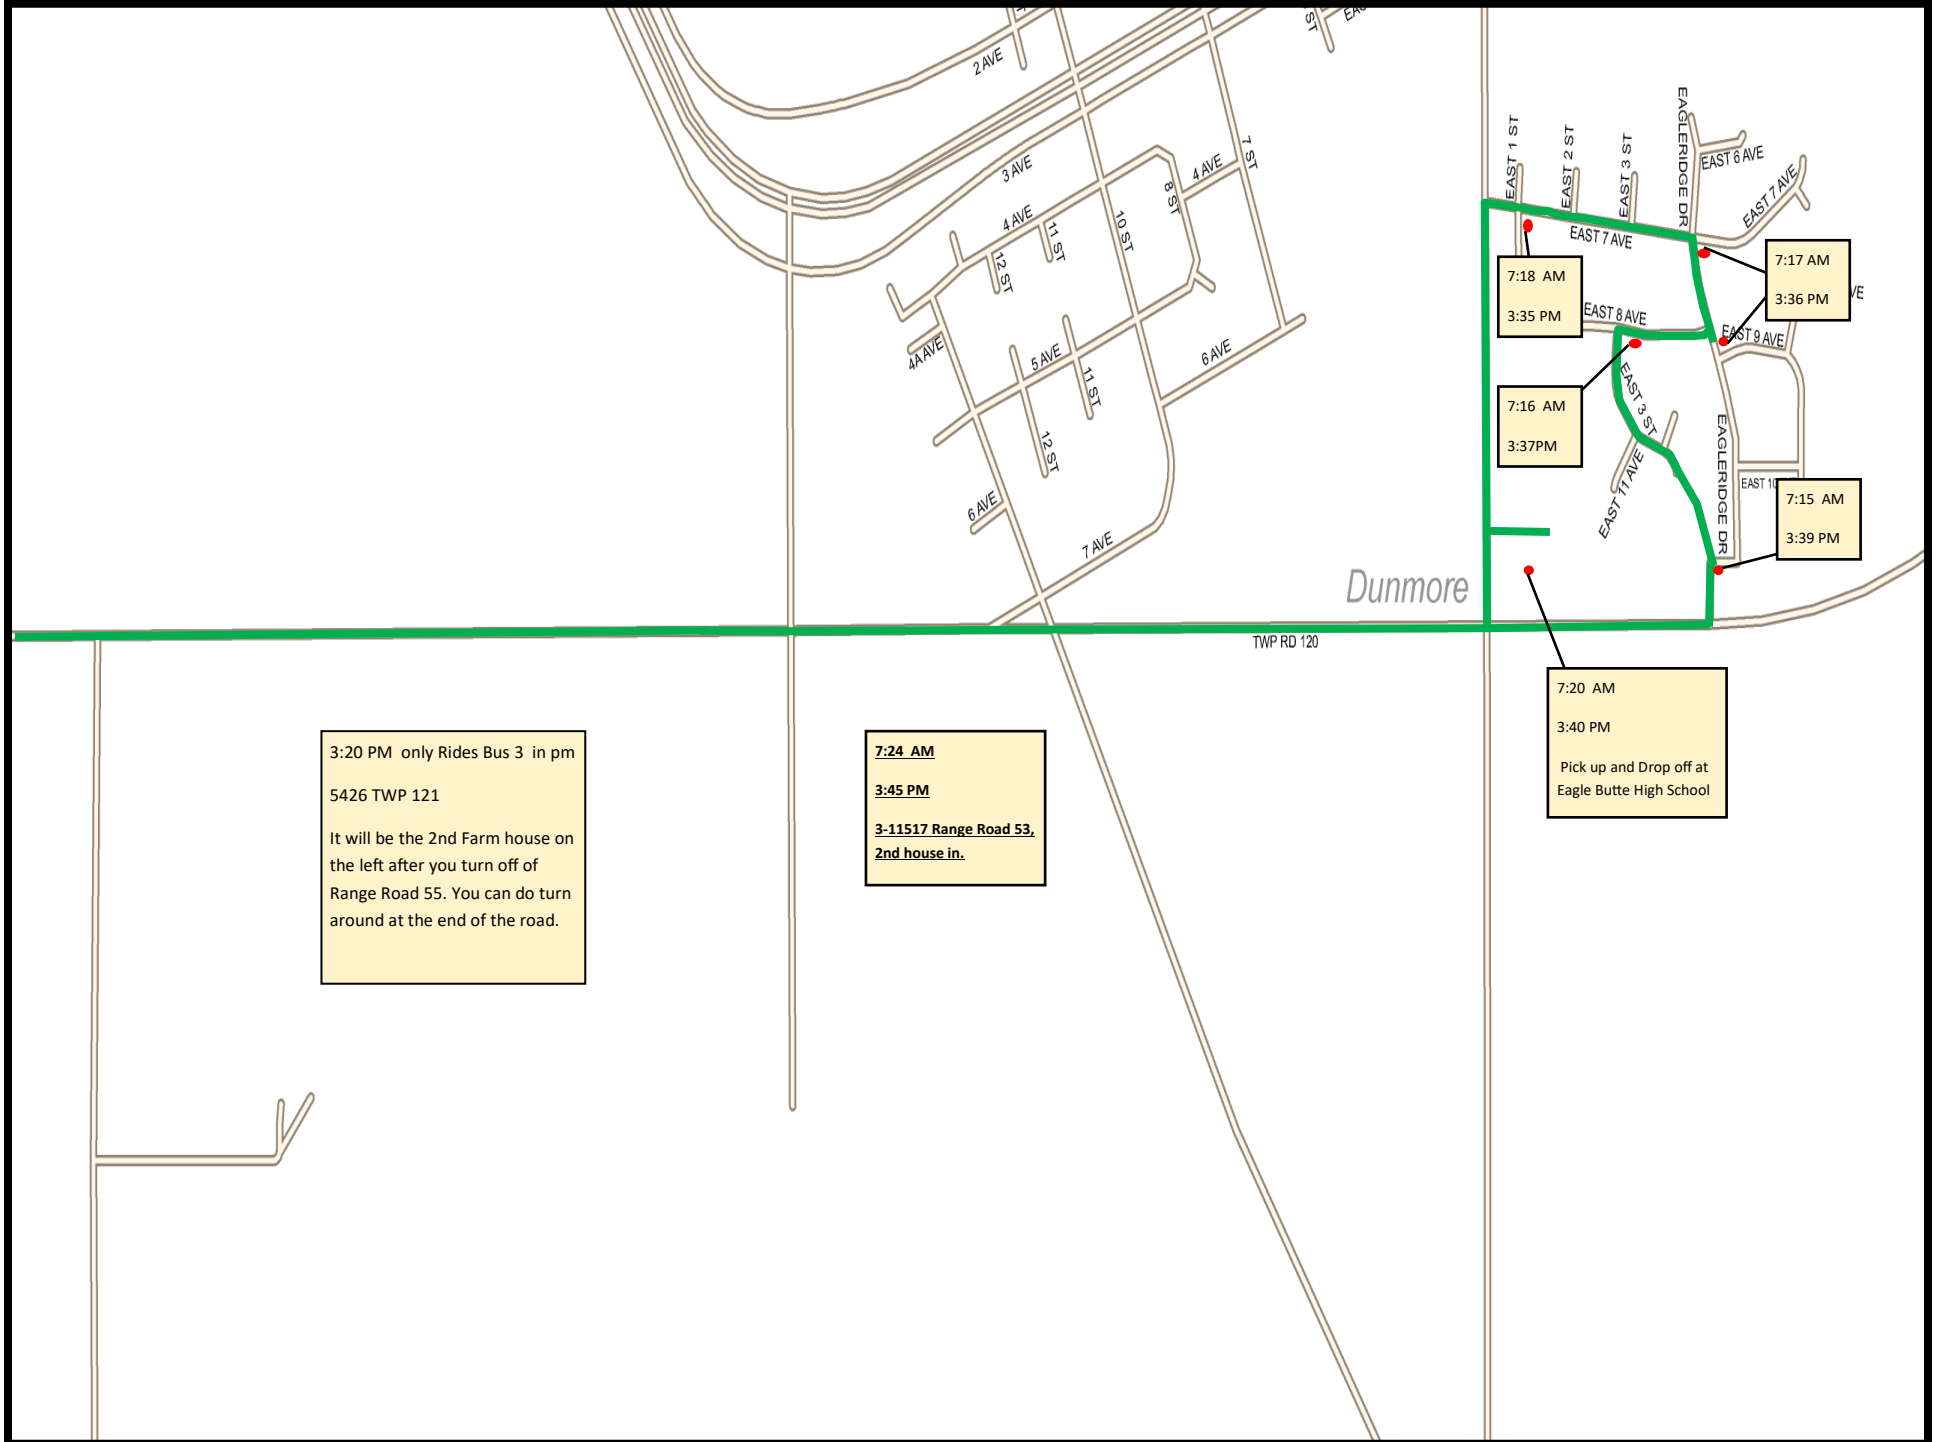 2 AVE
ST
EAGLERIDGE DR
EAST 1 ST
EAST 2 ST
EAST 3 ST
EAST 6 AVE
EAST 7 AVE
3 AVE
4 AVE
7 ST
8 ST
4 AVE
10 ST
11 ST
12 ST
EAST 7 AVE
7:17 AM
3:36 PM
7:18 AM
3:35 PM
EAST 8 AVE
EAST 9 AVE
VE
4A AVE
5 AVE
6 AVE
11 ST
12 ST
EAST 3 ST
7:16 AM
3:37PM
EAGLERIDGE DR
EAST 11 AVE
EAST 10
7:15 AM
3:39 PM
6 AVE
7 AVE
Dunmore
TWP RD 120
7:20 AM
3:40 PM
Pick up and Drop off at
Eagle Butte High School
3:20 PM only Rides Bus 3 in pm
5426 TWP 121
It will be the 2nd Farm house on
the left after you turn off of
Range Road 55. You can do turn
around at the end of the road.
7:24 AM
3:45 PM
3-11517 Range Road 53,
2nd house in.